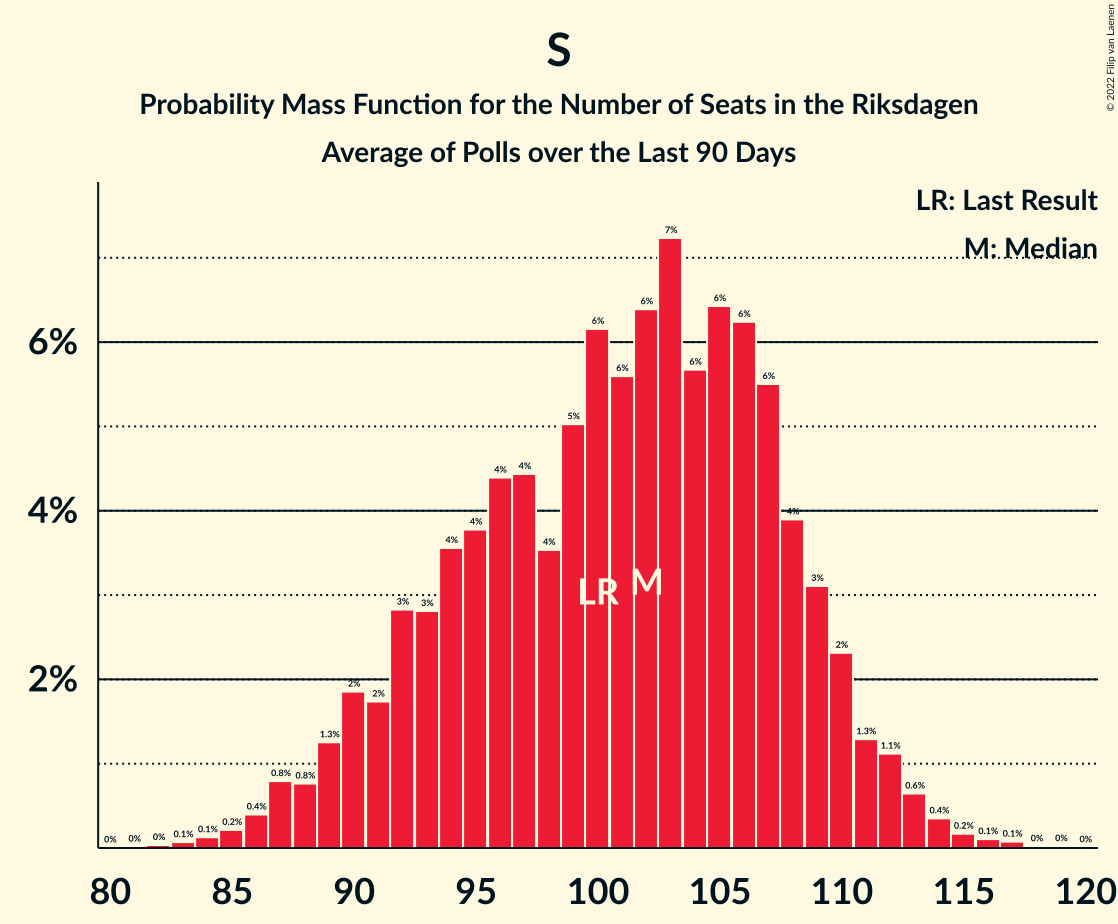 © 2022 Filip van Laenen
S
Probability Mass Function for the Number of Seats in the Riksdagen
Average of Polls over the Last 90 Days
LR: Last Result
M: Median
6%
4%
2%
0% 0% 0% 0.1% 0.1% 0.2% 0.4% 0.8% 0.8% 1.3% 2% 2% 3% 3% 4% 4% 4% 4% 4% 5% 6% 6% 6% 7% 6% 6% 6% 6% 4% 3% 2% 1.3% 1.1% 0.6% 0.4% 0.2% 0.1% 0.1% 0% 0% 0%
LR M
80 85 90 95 100 105 110 115 120